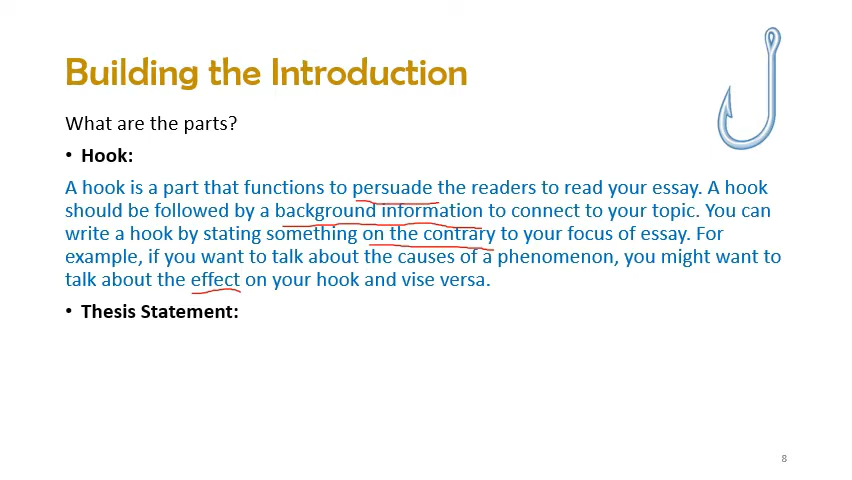 Building the Introduction
What are the parts?
• Hook:
A hook is a part that functions to persuade the readers to read your essay. A hook
should be followed by a background information to connect to your topic. You can
write a hook by stating something on the contrary to your focus of essay. For
example, if you want to talk about the causes of a phenomenon, you might want to
talk about the effect on your hook and vise versa.
• Thesis Statement:
8